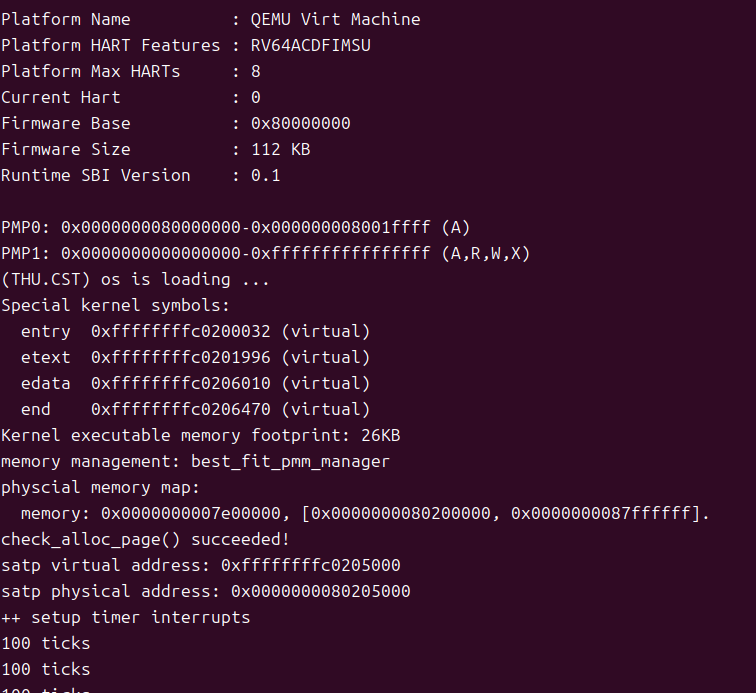 Platform Name          : QEMU Virt Machine
Platform HART Features : RV64ACDFIMSU
Platform Max HARTs     : 8
Current Hart           : 0
Firmware Base          : 0x80000000
Firmware Size          : 112 KB
Runtime SBI Version    : 0.1

PMP0: 0x0000000080000000-0x000000008001ffff (A)
PMP1: 0x0000000000000000-0xffffffffffffffff (A,R,W,X)
(THU.CST) os is loading ...
Special kernel symbols:
  entry  0xffffffffc0200032 (virtual)
  etext  0xffffffffc0201996 (virtual)
  edata  0xffffffffc0206010 (virtual)
  end    0xffffffffc0206470 (virtual)
Kernel executable memory footprint: 26KB
memory management: best_fit_pmm_manager
physcial memory map:
  memory: 0x0000000007e00000, [0x0000000080200000, 0x0000000087ffffff].
check_alloc_page() succeeded!
satp virtual address: 0xffffffffc0205000
satp physical address: 0x0000000080205000
++ setup timer interrupts
100 ticks
100 ticks
100 ticks